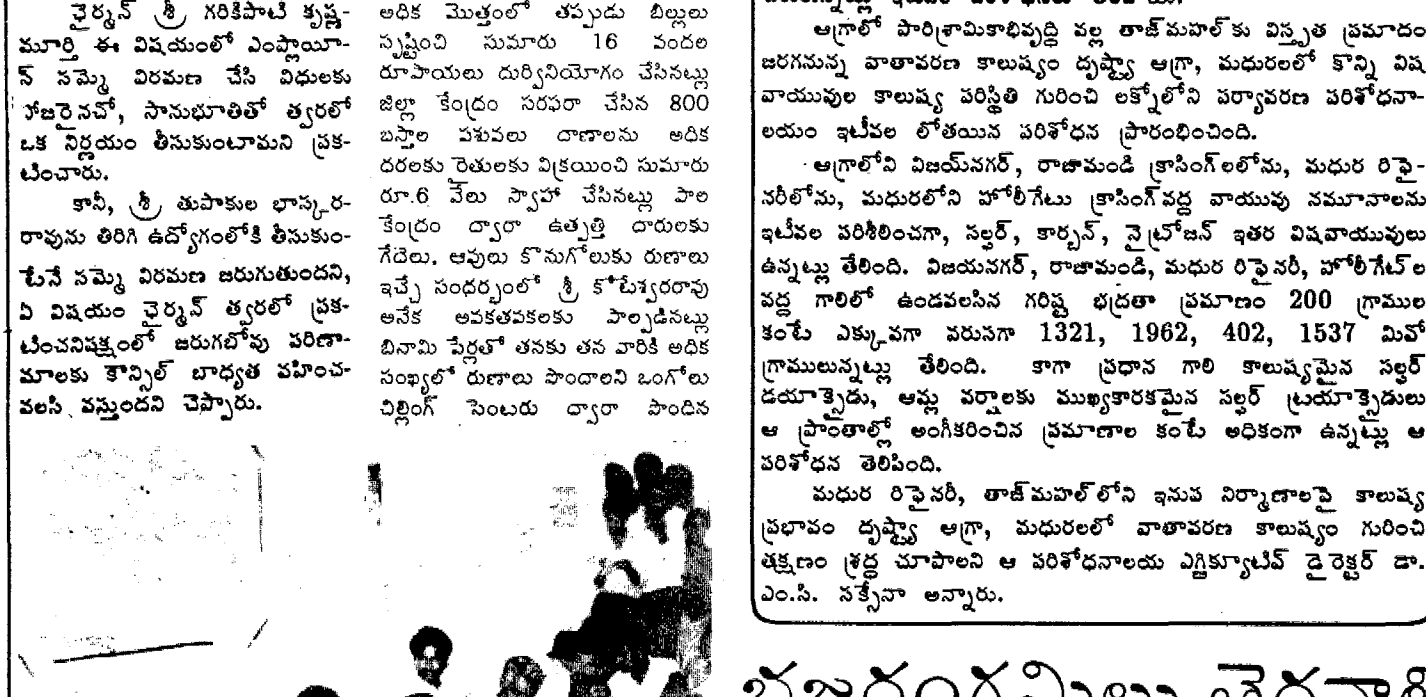 ఛైర్మన్ శ్రీ గరికిపాటి కృష్ణ-
మూర్తి ఈ విషయంలో ఎంప్లాయీ-
న్ సమ్మె విరమణ చేసి విధులకు
హాజరైనచో, సానుభూతితో త్వరలో
ఒక నిర్ణయం తీసుకుంటామని ప్రక-
టించారు.
కానీ, శ్రీ తుపాకుల భాస్కర-
రావును తిరిగి ఉద్యోగంలోకి తీసుకుం-
టేనే సమ్మె విరమణ జరుగుతుందని,
ఏ విషయం ఛైర్మన్ త్వరలో ప్రక-
టించనిపక్షంలో జరుగబోవు పరిణా-
మాలకు కౌన్సిల్ బాధ్యత వహించ-
వలసి వస్తుందని చెప్పారు.
అధిక మొత్తంలో తప్పుడు బిల్లులు
సృష్టించి సుమారు 16 వందల
రూపాయలు దుర్వినియోగం చేసినట్లు
జిల్లా కేంద్రం సరఫరా చేసిన 800
బస్తాల పశువలు దాణాలను అధిక
ధరలకు రైతులకు విక్రయించి సుమారు
రూ.6 వేలు స్వాహా చేసినట్లు పాల
కేంద్రం ద్వారా ఉత్పత్తి దారులకు
గేదెలు. ఆవులు కొనుగోలుకు రుణాలు
ఇచ్చే సందర్భంలో శ్రీ కోటేశ్వరరావు
అనేక అవకతవకలకు పాల్పడినట్లు
బినామి పేర్లతో తనకు తన వారికి అధిక
సంఖ్యలో రుణాలు పొందాలని ఒంగోలు
చిల్లింగ్ సెంటరు ధ్వారా పొందిన
ఆగ్రాలో పారిశ్రామికాభివృద్ధి వల్ల తాజ్‌మహల్‌కు విస్తృత ప్రమాదం
జరగనున్న వాతావరణ కాలుష్యం దృష్ట్యా ఆగ్రా, మధురలలో కొన్ని విష
వాయువుల కాలుష్య పరిస్థితి గురించి లక్నోలోని పర్యావరణ పరిశోధనా-
లయం ఇటీవల లోతయిన పరిశోధన ప్రారంభించింది.
ఆగ్రాలోని విజయ్‌నగర్, రాజామండి క్రాసింగ్‌లలోను, మధుర రిఫై-
నరీలోను, మధురలోని హోలీగేటు క్రాసింగ్‌వద్ద వాయువు నమూనాలను
ఇటీవల పరిశీలించగా, సల్ఫర్, కార్బన్, నైట్రోజన్ ఇతర విషవాయువులు
ఉన్నట్లు తేలింది. విజయనగర్, రాజామండి, మధుర రిఫైనరీ, హోలీగేట్‌ల
వద్ద గాలిలో ఉండవలసిన గరిష్ట భద్రతా ప్రమాణం 200 గ్రాముల
కంటే ఎక్కువగా వరుసగా 1321, 1962, 402, 1537 మివో
గ్రాములున్నట్లు తేలింది. కాగా ప్రధాన గాలి కాలుష్యమైన సల్ఫర్
డయాక్సైడు, ఆమ్ల వర్షాలకు ముఖ్యకారకమైన సల్ఫర్ ట్రయాక్సైడులు
ఆ ప్రాంతాల్లో అంగీకరించిన ప్రమాణాల కంటే అధికంగా ఉన్నట్లు ఆ
పరిశోధన తెలిపింది.
మధుర రిఫైనరీ, తాజ్‌మహల్‌లోని ఇనుప నిర్మాణాలపై కాలుష్య
ప్రభావం దృష్ట్యా ఆగ్రా, మధురలలో వాతావరణ కాలుష్యం గురించి
తక్షణం శ్రద్ధ చూపాలని ఆ పరిశోధనాలయ ఎగ్జిక్యూటివ్ డైరెక్టర్ డా.
ఎం.సి. సక్సేనా అన్నారు.